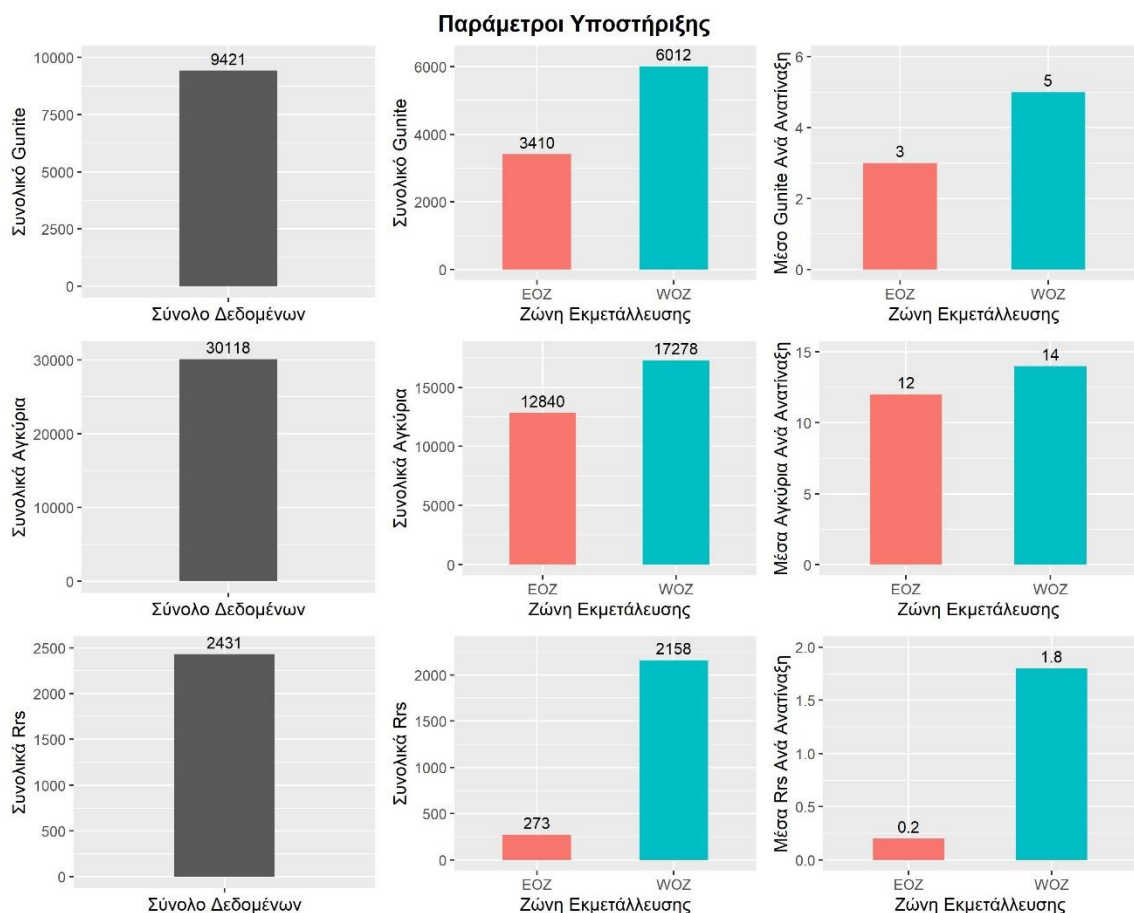 Παράμετροι Υποστήριξης
Συνολικό Gunite
10000
7500
5000
2500
0
9421
Σύνολο Δεδομένων
Συνολικό Gunite
6000
4000
2000
0
3410
6012
EOZ
WOZ
Ζώνη Εκμετάλλευσης
Μέσο Gunite Ανά Ανατίναξη
6
4
2
0
3
5
EOZ
WOZ
Ζώνη Εκμετάλλευσης
Συνολικά Αγκύρια
30000
20000
10000
0
30118
Σύνολο Δεδομένων
Συνολικά Αγκύρια
15000
10000
5000
0
12840
17278
EOZ
WOZ
Ζώνη Εκμετάλευσης
Μέσα Αγκύρια Ανά Ανατίναξη
15
10
5
0
12
14
EOZ
WOZ
Ζώνη Εκμετάλλευσης
Συνολικά Rrs
2500
2000
1500
1000
500
0
2431
Σύνολο Δεδομένων
Συνολικά Rrs
2000
1500
1000
500
0
273
2158
EOZ
WOZ
Ζώνη Εκμετάλλευσης
Μέσα Rrs Ανά Ανατίναξη
2.0
1.5
1.0
0.5
0.0
0.2
1.8
EOZ
WOZ
Ζώνη Εκμετάλλευσης